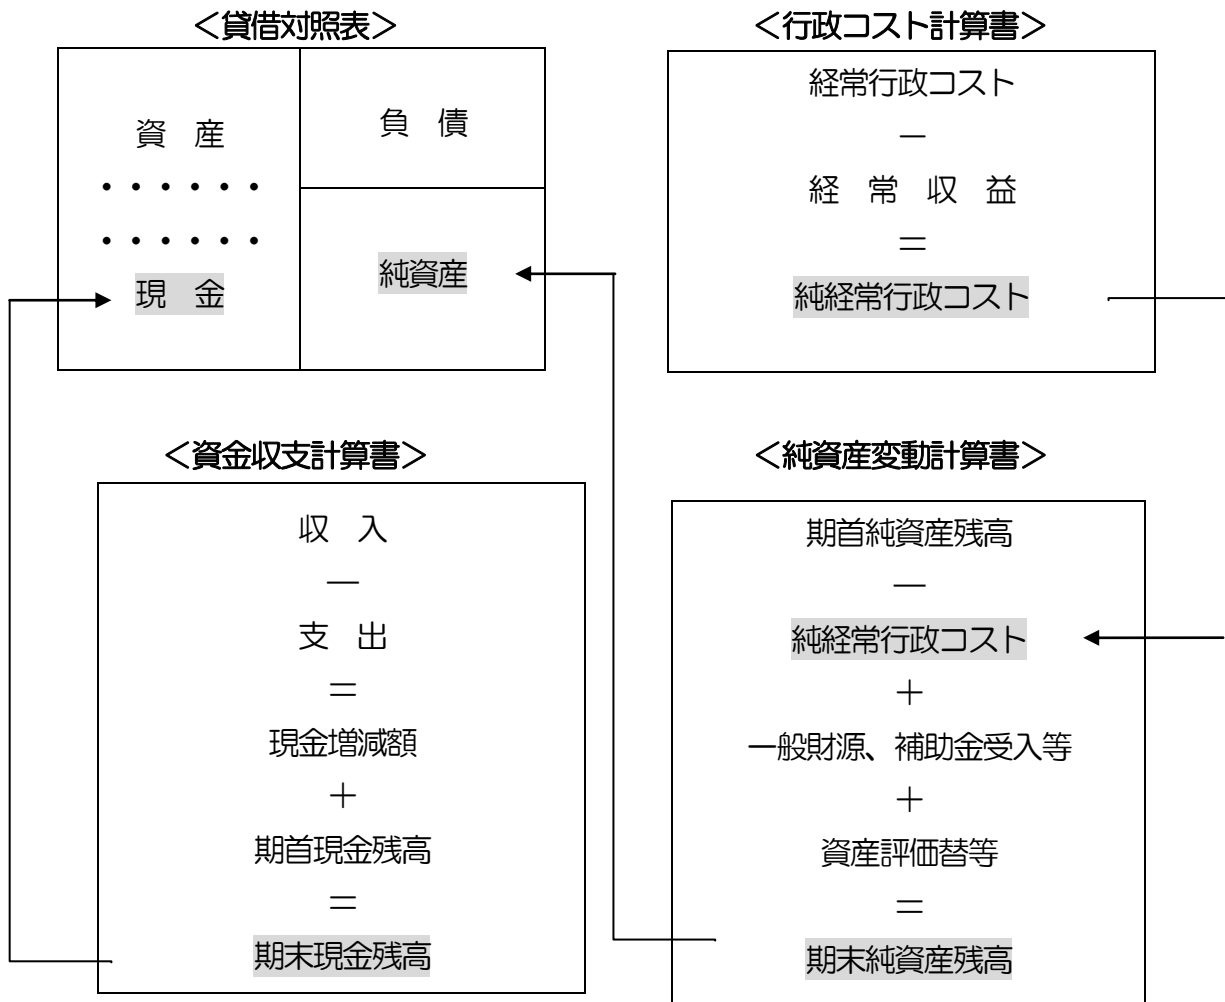 ＜貸借対照表＞
資　産
・・・・・・
・・・・・・
現　金
負　債
純資産
＜行政コスト計算書＞
経常行政コスト
－
経　常　収　益
＝
純経常行政コスト
＜資金収支計算書＞
収　入
－
支　出
＝
現金増減額
＋
期首現金残高
＝
期末現金残高
＜純資産変動計算書＞
期首純資産残高
－
純経常行政コスト
＋
一般財源、補助金受入等
＋
資産評価替等
＝
期末純資産残高